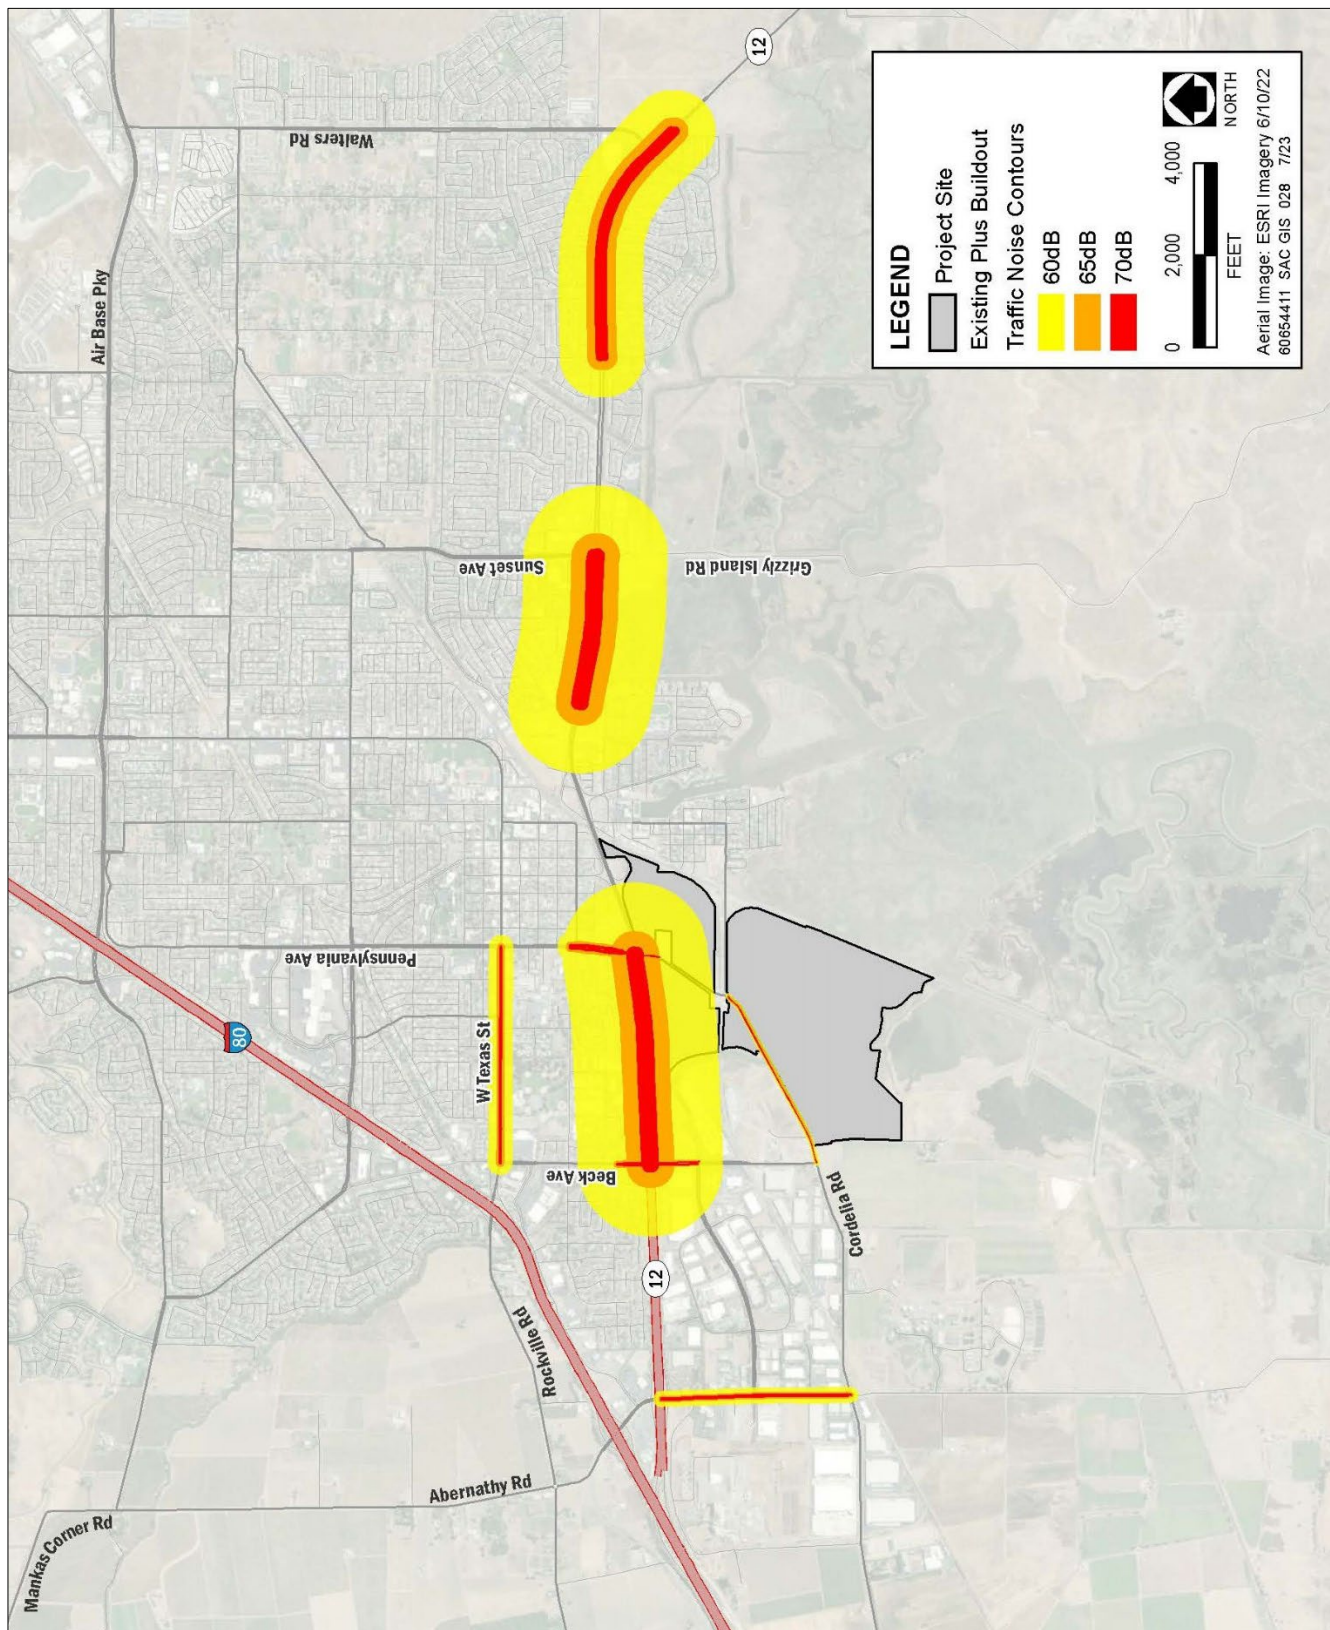 Mankas Corner Rd
Abernathy Rd
Rockville Rd
80
Air Base Pky
Pennsylvania Ave
W Texas St
Beck Ave
Walters Rd
Sunset Ave
Grizzly Island Rd
Cordelia Rd
12
12
LEGEND
Project Site
Existing Plus Buildout
Traffic Noise Contours
60dB
65dB
70dB
0 2,000 4,000
FEET
NORTH
Aerial Image: ESRI Imagery 6/10/22
60654411 SAC GIS 028 7/23